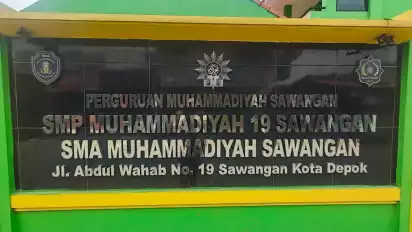 PERGURUAN MUHAMMADIYAH SAWANGAN
SMP MUHAMMADIYAH 19 SAWANGAN
SMA MUHAMMADIYAH SAWANGAN
Jl. Abdul Wahab No. 19 Sawangan Kota Depok